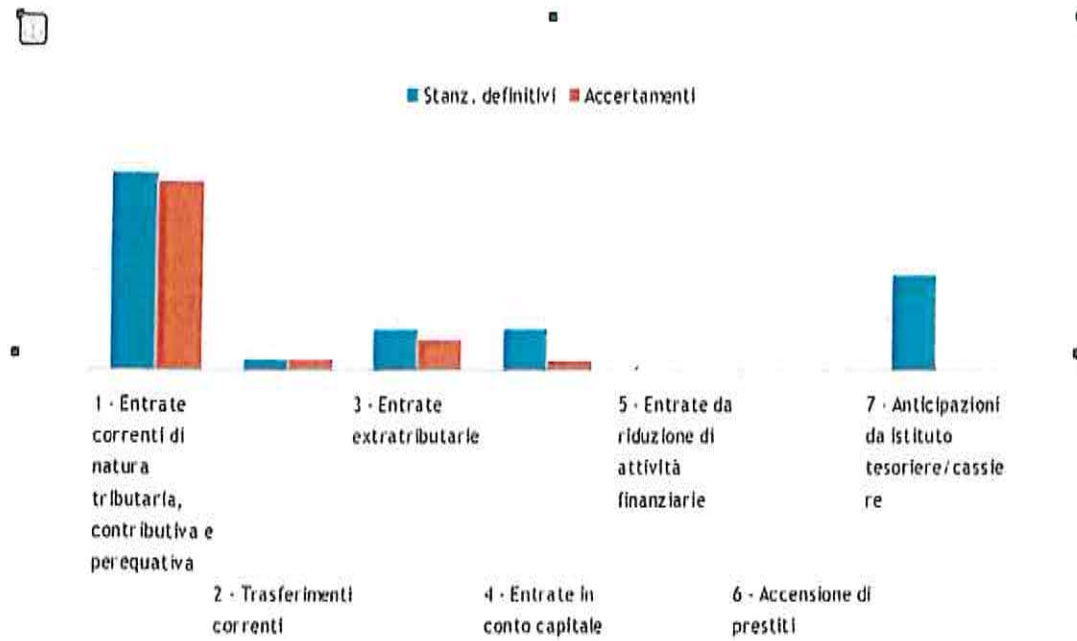 Stanz. definitivi Accertamenti
1 - Entrate
correnti di
natura
tributaria,
contributiva e
perequativa
2 - Trasferimenti
correnti
3 - Entrate
extratributarie
4 - Entrate in
conto capitale
5 - Entrate da
riduzione di
attività
finanziarie
6 - Accensione di
prestiti
7 - Anticipazioni
da istituto
tesoriere/cassie
re